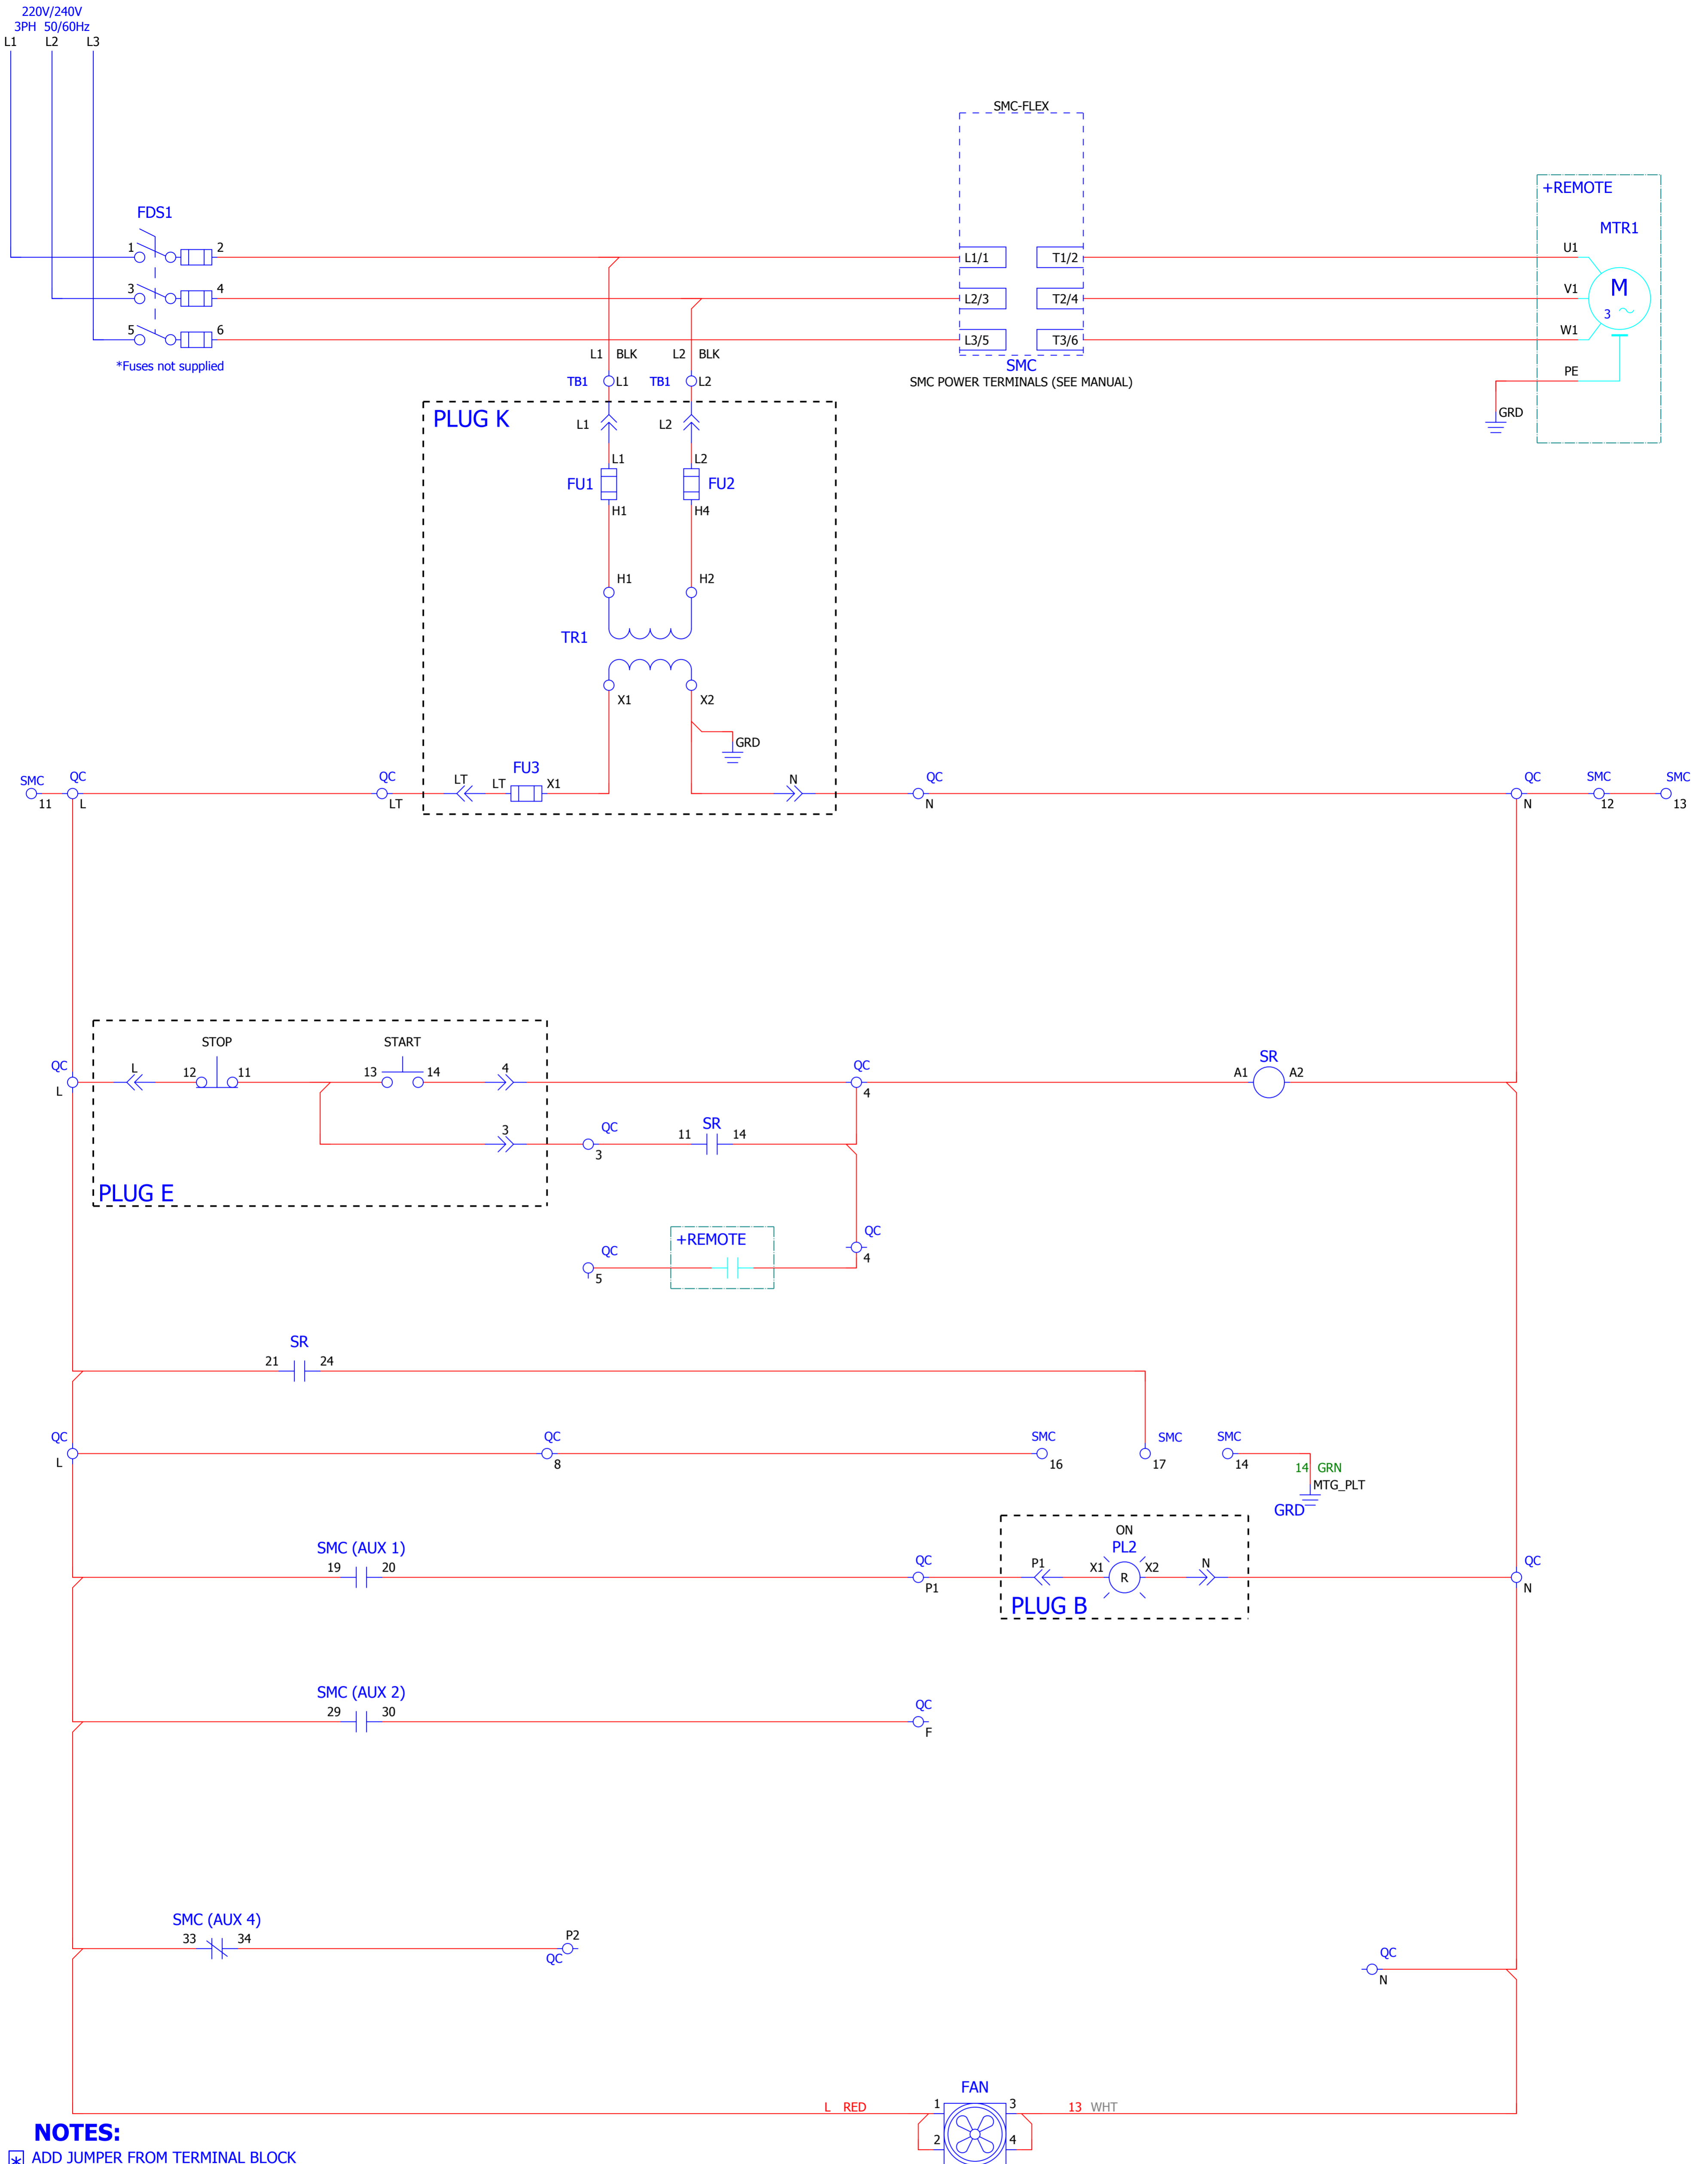 220V/240V
3PH 50/60Hz
L1 L2 L3
SMC-FLEX
+REMOTE
MTR1
FDS1
1 2
L1/1 T1/2
U1
3 4
L2/3 T2/4
V1
M
3
5 6
L3/5 T3/6
W1
*Fuses not supplied
L1 BLK L2 BLK
SMC
SMC POWER TERMINALS (SEE MANUAL)
PE
TB1 L1 TB1 L2
GRD
PLUG K
L1 L2
L1 L2
FU1 FU2
H1 H4
H1 H2
TR1
X1 X2
GRD
SMC QC QC LT LT FU3 X1 N QC QC SMC SMC
11 L LT N N 12 13
STOP START
QC L 12 11 13 14 4 QC SR
L 4 A1 A2
3 QC 11 SR 14
3
PLUG E
QC +REMOTE QC
5 4
SR
21 24
QC QC SMC SMC SMC
L 8 16 17 14
14 GRN
MTG_PLT
GRD
SMC (AUX 1)
19 20
QC
P1
ON
PL2
P1 X1 R X2 N
PLUG B
QC
N
SMC (AUX 2)
29 30
QC
F
SMC (AUX 4)
33 34
P2
QC
QC
N
FAN
L RED 1 3 13 WHT
2 4
NOTES:
* ADD JUMPER FROM TERMINAL BLOCK